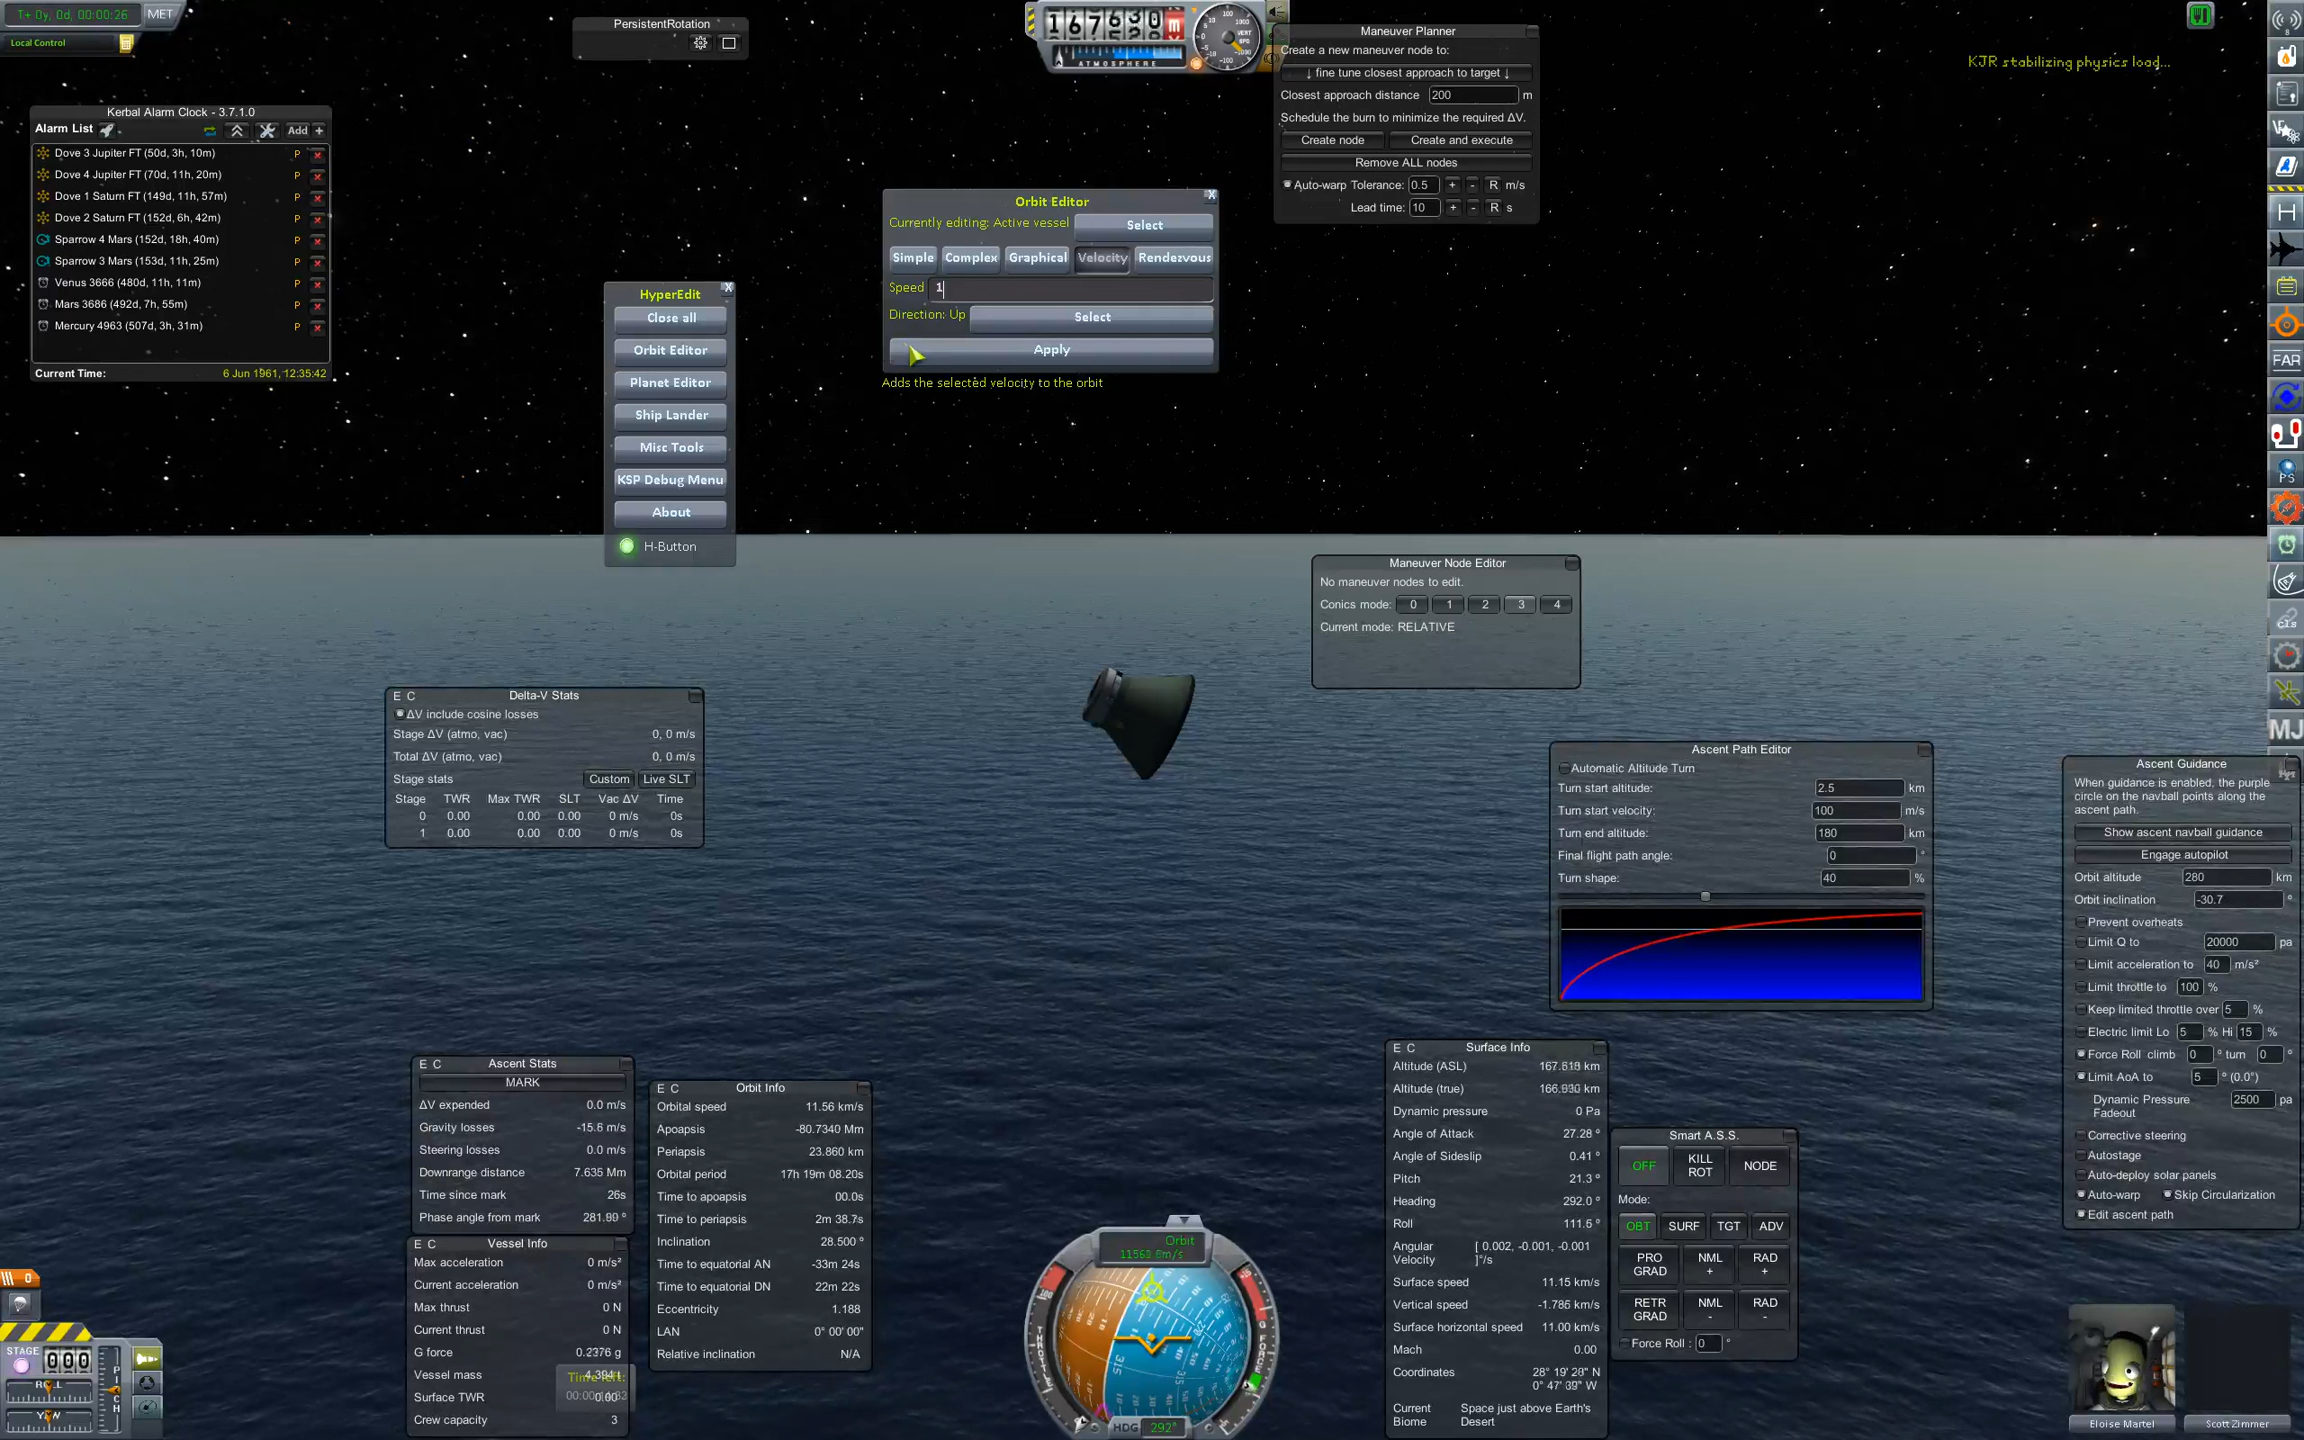 T+ 0y, 0d, 00:00:26
MET
Local Control
PersistentRotation
ATMOSPHERE
KJR stabilizing physics load...
Maneuver Planner
Create a new maneuver node to:
↓ fine tune closest approach to target ↓
Closest approach distance 200 m
Schedule the burn to minimize the required ΔV.
Create node Create and execute
Remove ALL nodes
Auto-warp Tolerance: 0.5 + - R m/s
Lead time: 10 + - R s
Kerbal Alarm Clock - 3.7.1.0
Alarm List Add +
Dove 3 Jupiter FT (50d, 3h, 10m) P
Dove 4 Jupiter FT (70d, 11h, 20m) P
Dove 1 Saturn FT (149d, 11h, 57m) P
Dove 2 Saturn FT (152d, 6h, 42m) P
Sparrow 4 Mars (152d, 18h, 40m) P
Sparrow 3 Mars (153d, 11h, 25m) P
Venus 3666 (480d, 11h, 11m) P
Mars 3686 (492d, 7h, 55m) P
Mercury 4963 (507d, 3h, 31m) P
Current Time: 6 Jun 1961, 12:35:42
Orbit Editor X
Currently editing: Active vessel Select
Simple Complex Graphical Velocity Rendezvous
Speed 1
Direction: Up Select
Apply
Adds the selected velocity to the orbit
HyperEdit X
Close all
Orbit Editor
Planet Editor
Ship Lander
Misc Tools
KSP Debug Menu
About
H-Button
Maneuver Node Editor
No maneuver nodes to edit.
Conics mode: 0 1 2 3 4
Current mode: RELATIVE
E C Delta-V Stats
ΔV include cosine losses
Stage ΔV (atmo, vac) 0, 0 m/s
Total ΔV (atmo, vac) 0, 0 m/s
Stage stats Custom Live SLT
Stage TWR Max TWR SLT Vac ΔV Time
0 0.00 0.00 0.00 0 m/s 0s
1 0.00 0.00 0.00 0 m/s 0s
Ascent Path Editor
Automatic Altitude Turn
Turn start altitude: 2.5 km
Turn start velocity: 100 m/s
Turn end altitude: 180 km
Final flight path angle: 0 °
Turn shape: 40 %
Ascent Guidance
When guidance is enabled, the purple
circle on the navball points along the
ascent path.
Show ascent navball guidance
Engage autopilot
Orbit altitude 280 km
Orbit inclination -30.7 °
Prevent overheats
Limit Q to 20000 pa
Limit acceleration to 40 m/s²
Limit throttle to 100 %
Keep limited throttle over 5 %
Electric limit Lo 5 % Hi 15 %
Force Roll climb 0 ° turn 0 °
Limit AoA to 5 ° (0.0°)
Dynamic Pressure
Fadeout 2500 pa
Corrective steering
Autostage
Auto-deploy solar panels
Auto-warp Skip Circularization
Edit ascent path
E C Ascent Stats
MARK
ΔV expended 0.0 m/s
Gravity losses -15.6 m/s
Steering losses 0.0 m/s
Downrange distance 7.635 Mm
Time since mark 26s
Phase angle from mark
E C Vessel Info
Max acceleration 0 m/s²
Current acceleration 0 m/s²
Max thrust 0 N
Current thrust 0 N
G force 0.2376 g
Vessel mass
Surface TWR 0.00
Crew capacity 3
E C Orbit Info
Orbital speed 11.56 km/s
Apoapsis -80.7340 Mm
Periapsis 23.860 km
Orbital period 17h 19m 08.20s
Time to apoapsis 00.0s
Time to periapsis 2m 38.7s
Inclination 28.500 °
Time to equatorial AN -33m 24s
Time to equatorial DN 22m 22s
Eccentricity 1.188
LAN 0° 00' 00"
Relative inclination N/A
E C Surface Info
Altitude (ASL) km
Altitude (true) km
Dynamic pressure 0 Pa
Angle of Attack 27.28 °
Angle of Sideslip 0.41 °
Pitch 21.3 °
Heading 292.0 °
Roll 111.6 °
Angular [ 0.002, -0.001, -0.001
Velocity ]°/s
Surface speed 11.15 km/s
Vertical speed -1.786 km/s
Surface horizontal speed 11.00 km/s
Mach 0.00
Coordinates 28° 19' 28" N
0° 47' 39" W
Current Space just above Earth's
Biome Desert
Smart A.S.S.
OFF KILL ROT NODE
Mode:
OBT SURF TGT ADV
PRO GRAD NML + RAD +
RETR GRAD NML - RAD -
Force Roll : 0 °
Orbit
HDG 292°
THROTTLE
G FORCE
STAGE 000
0
ROLL
YAW
PITCH
FAR
PS
cls
MJ
Eloise Martel
Scott Zimmer